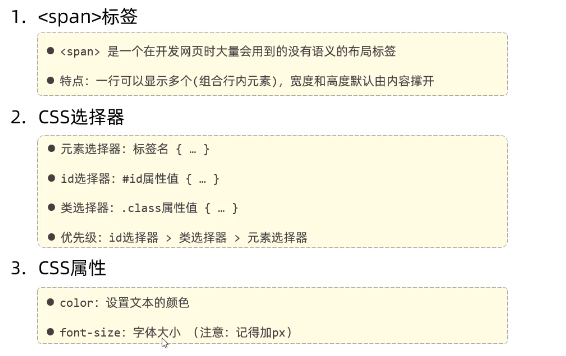 1. <span>标签
● <span> 是一个在开发网页时大量会用到的没有语义的布局标签
● 特点：一行可以显示多个(组合行内元素)，宽度和高度默认由内容撑开
2. CSS选择器
● 元素选择器：标签名 { … }
● id选择器：#id属性值 { … }
● 类选择器：.class属性值 { … }
● 优先级：id选择器 > 类选择器 > 元素选择器
3. CSS属性
● color：设置文本的颜色
● font-size：字体大小 (注意：记得加px)